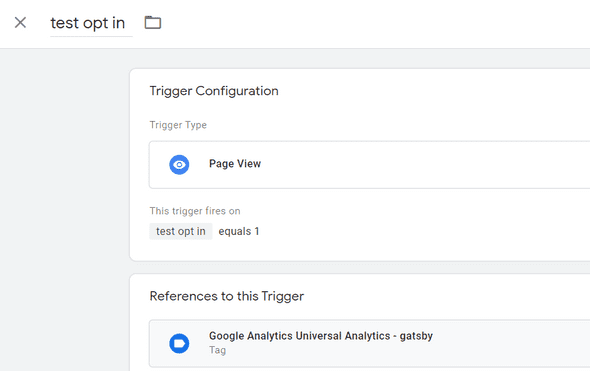 test opt in
Trigger Configuration
Trigger Type
Page View
This trigger fires on
test opt in equals 1
References to this Trigger
Google Analytics Universal Analytics - gatsby
Tag